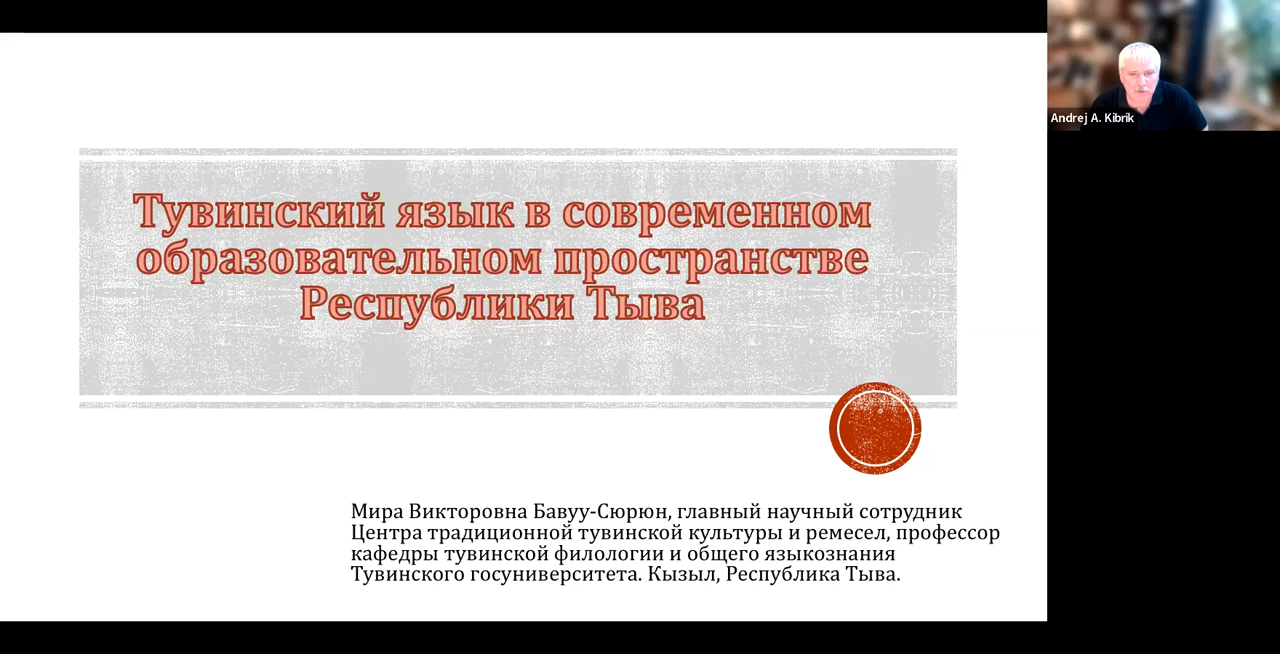 Тувинский язык в современном
образовательном пространстве
Республики Тыва
Мира Викторовна Бавуу-Сюрюн, главный научный сотрудник
Центра традиционной тувинской культуры и ремесел, профессор
кафедры тувинской филологии и общего языкознания
Тувинского госуниверситета. Кызыл, Республика Тыва.
Andrej A. Kibrik